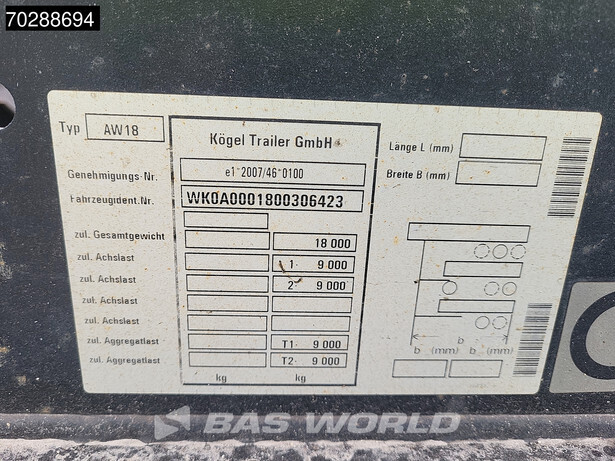 70288694
Typ AW18
Kögel Trailer GmbH
Länge L (mm)
Genehmigungs-Nr. e1*2007/46*0100
Breite B (mm)
Fahrzeugident.Nr. WK0A0001800306423
zul. Gesamtgewicht 18 000
zul. Achslast 1- 9 000
zul. Achslast 2- 9 000
zul. Achslast
zul. Achslast
zul. Aggregatlast T1- 9 000
zul. Aggregatlast T2- 9 000
kg kg
b b
b (mm) b (mm)
BAS WORLD